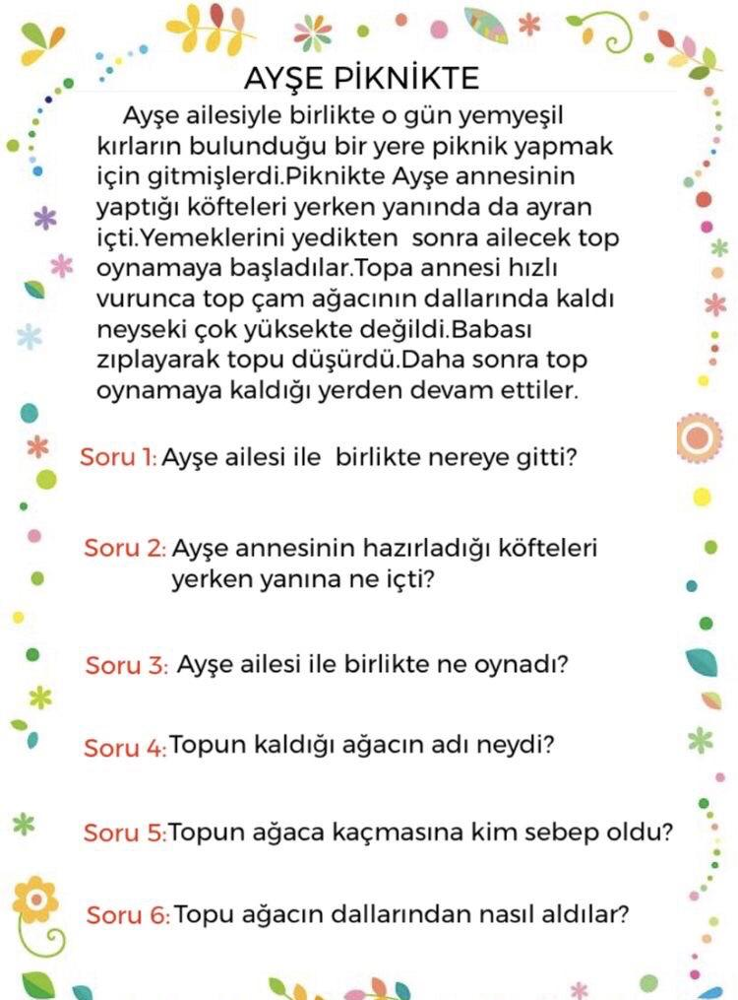 AYŞE PİKNİKTE
Ayşe ailesiyle birlikte o gün yemyeşil
kırların bulunduğu bir yere piknik yapmak
için gitmişlerdi.Piknikte Ayşe annesinin
yaptığı köfteleri yerken yanında da ayran
içti.Yemeklerini yedikten sonra ailecek top
oynamaya başladılar.Topa annesi hızlı
vurunca top çam ağacının dallarında kaldı
neyseki çok yüksekte değildi.Babası
zıplayarak topu düşürdü.Daha sonra top
oynamaya kaldığı yerden devam ettiler.
Soru 1: Ayşe ailesi ile birlikte nereye gitti?
Soru 2: Ayşe annesinin hazırladığı köfteleri
yerken yanına ne içti?
Soru 3: Ayşe ailesi ile birlikte ne oynadı?
Soru 4:Topun kaldığı ağacın adı neydi?
Soru 5:Topun ağaca kaçmasına kim sebep oldu?
Soru 6:Topu ağacın dallarından nasıl aldılar?